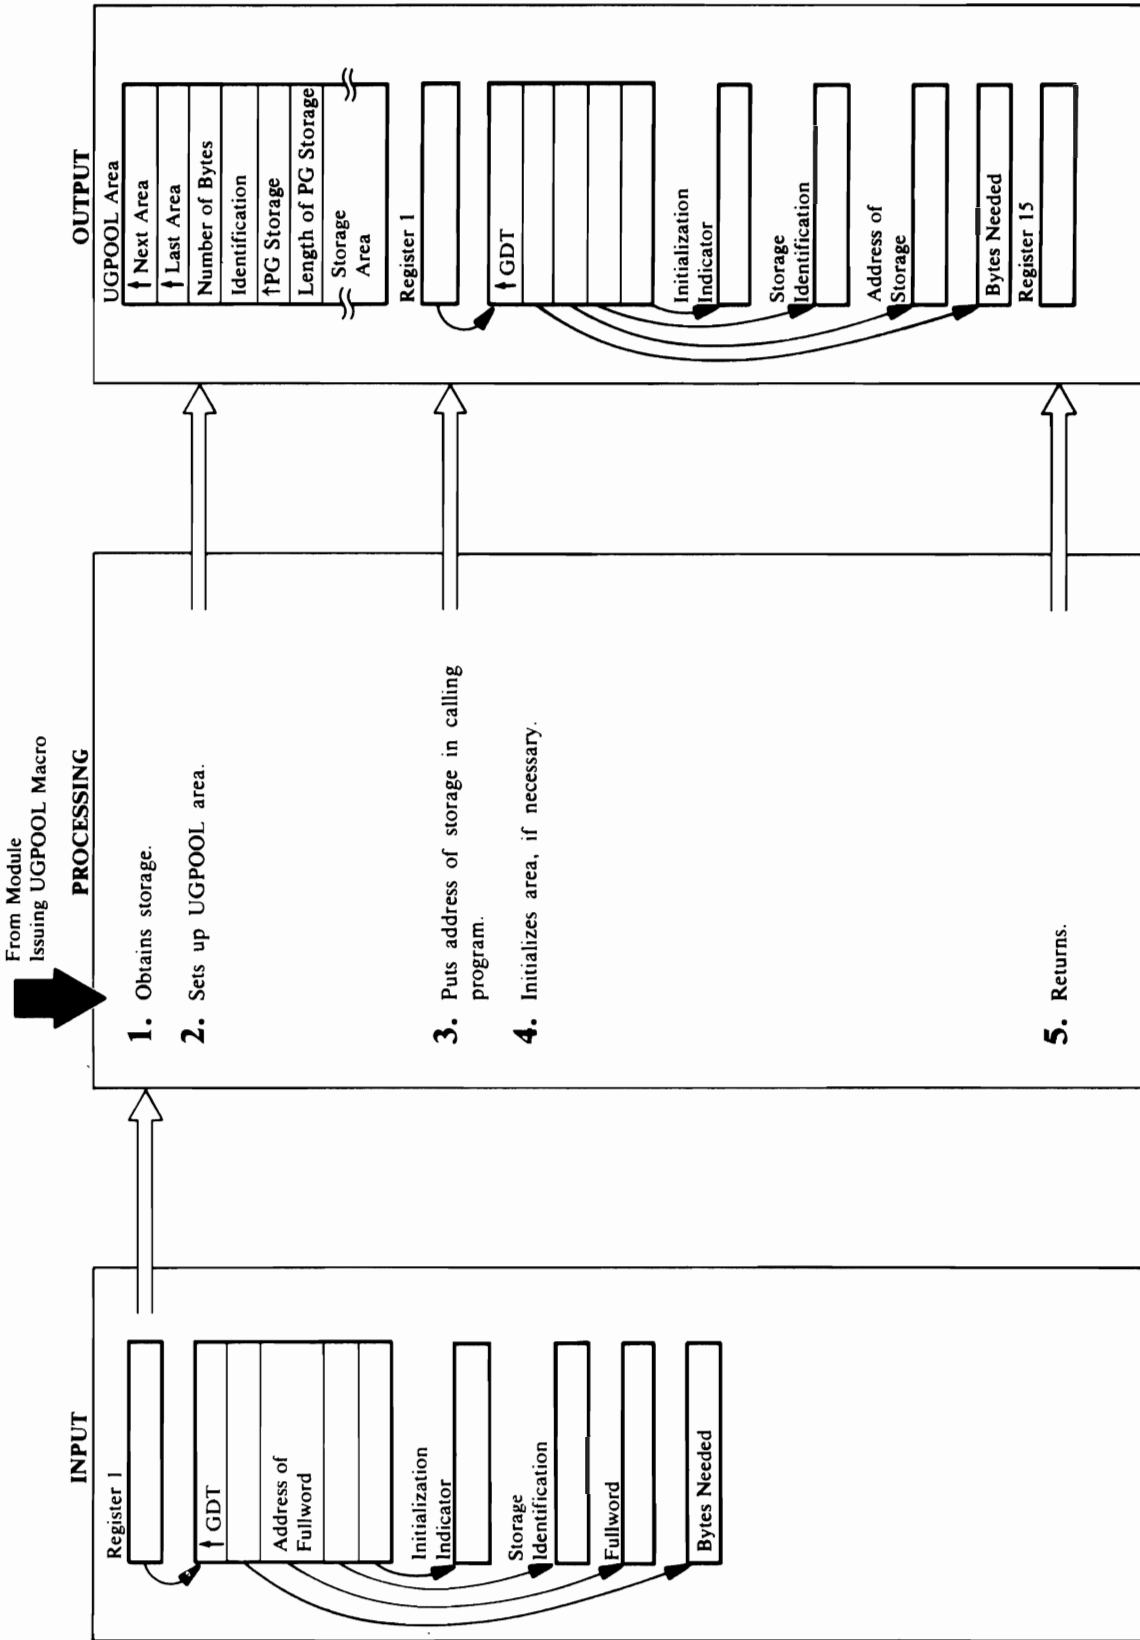 From Module
Issuing UGPOOL Macro
INPUT
Register 1
↑ GDT
Address of
Fullword
Initialization
Indicator
Storage
Identification
Fullword
Bytes Needed
PROCESSING
1. Obtains storage.
2. Sets up UGPOOL area.
3. Puts address of storage in calling
program.
4. Initializes area, if necessary.
5. Returns.
OUTPUT
UGPOOL Area
↑ Next Area
↑ Last Area
Number of Bytes
Identification
↑PG Storage
Length of PG Storage
Storage
Area
Register 1
↑ GDT
Initialization
Indicator
Storage
Identification
Address of
Storage
Bytes Needed
Register 15